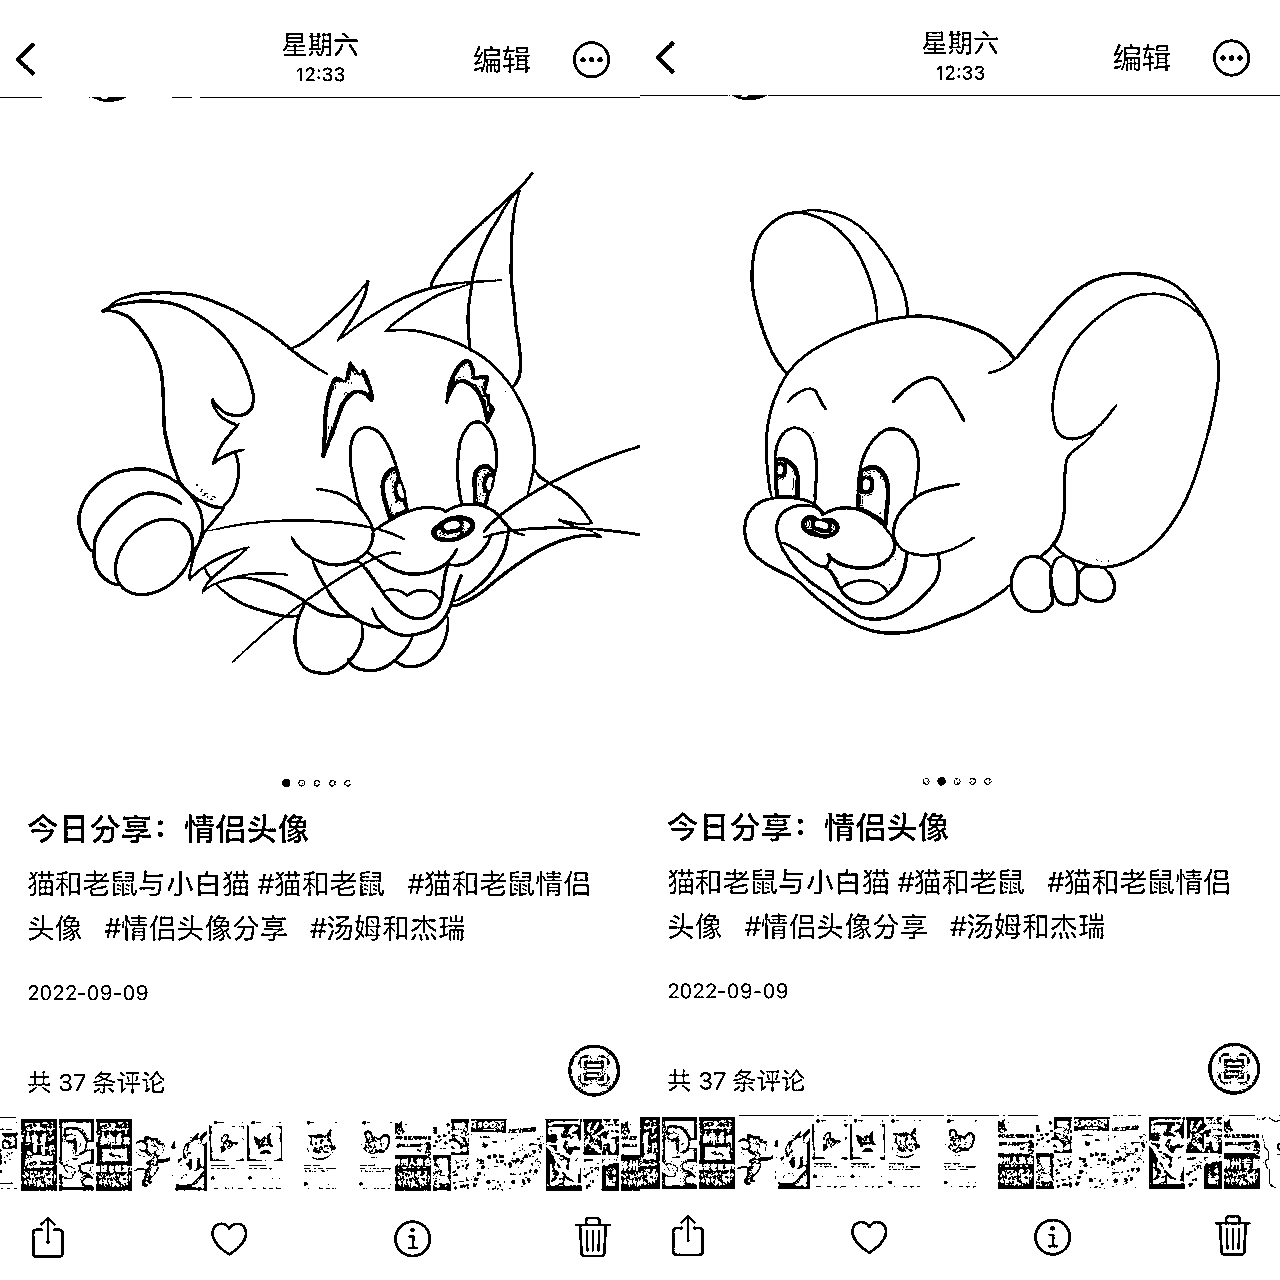 星期六
12:33
编辑
今日分享：情侣头像
猫和老鼠与小白猫 #猫和老鼠 #猫和老鼠情侣
头像 #情侣头像分享 #汤姆和杰瑞
2022-09-09
共 37 条评论
星期六
12:33
编辑
今日分享：情侣头像
猫和老鼠与小白猫 #猫和老鼠 #猫和老鼠情侣
头像 #情侣头像分享 #汤姆和杰瑞
2022-09-09
共 37 条评论